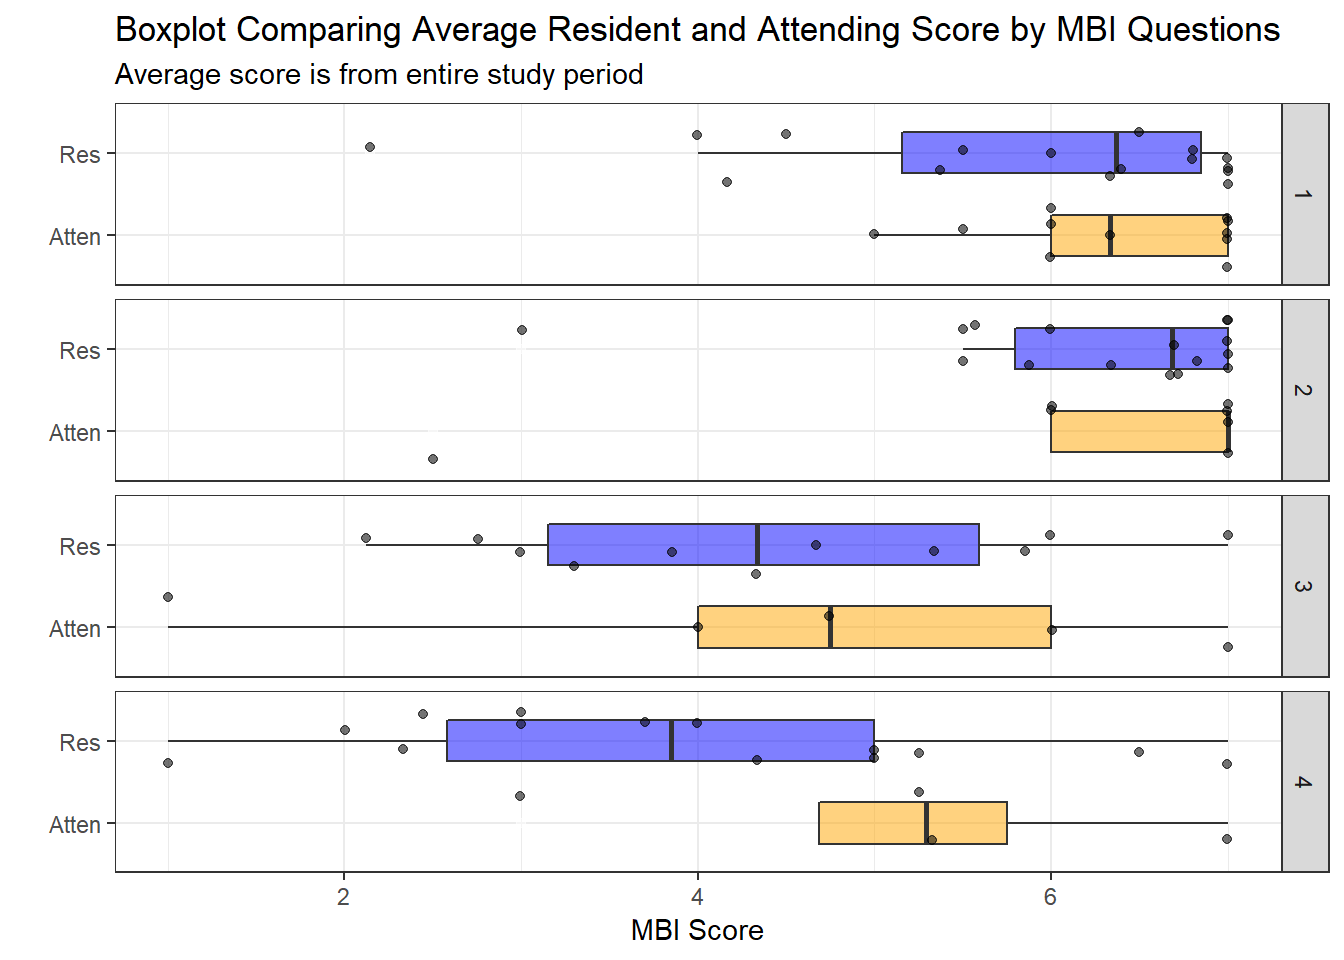 Boxplot Comparing Average Resident and Attending Score by MBI Questions
Average score is from entire study period
Res
Atten
1
Res
Atten
2
Res
Atten
3
Res
Atten
4
2 4 6
MBI Score